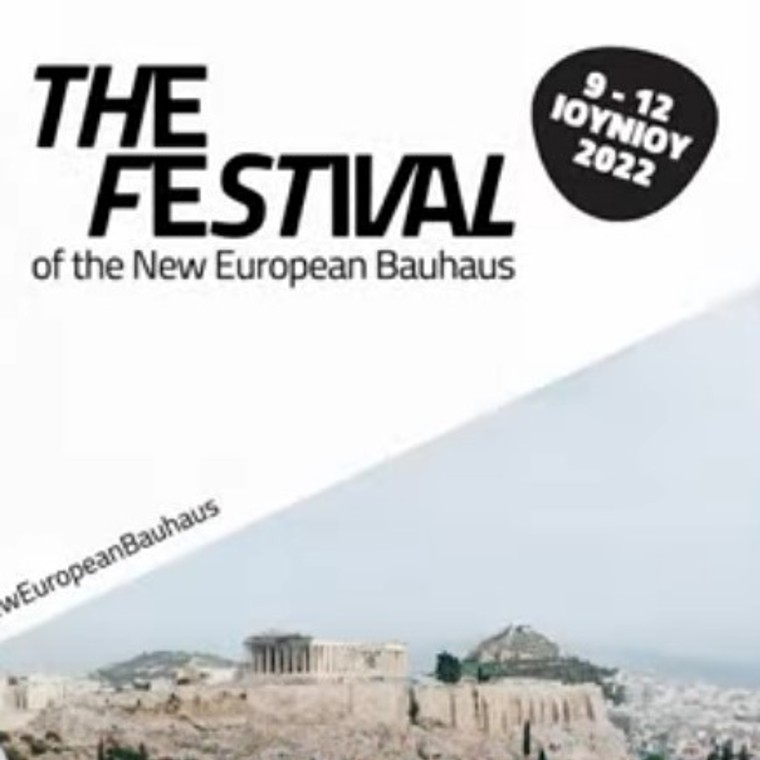 THE
FESTIVAL
of the New European Bauhaus
9 - 12
ΙΟΥΝΙΟΥ
2022
wEuropeanBauhaus